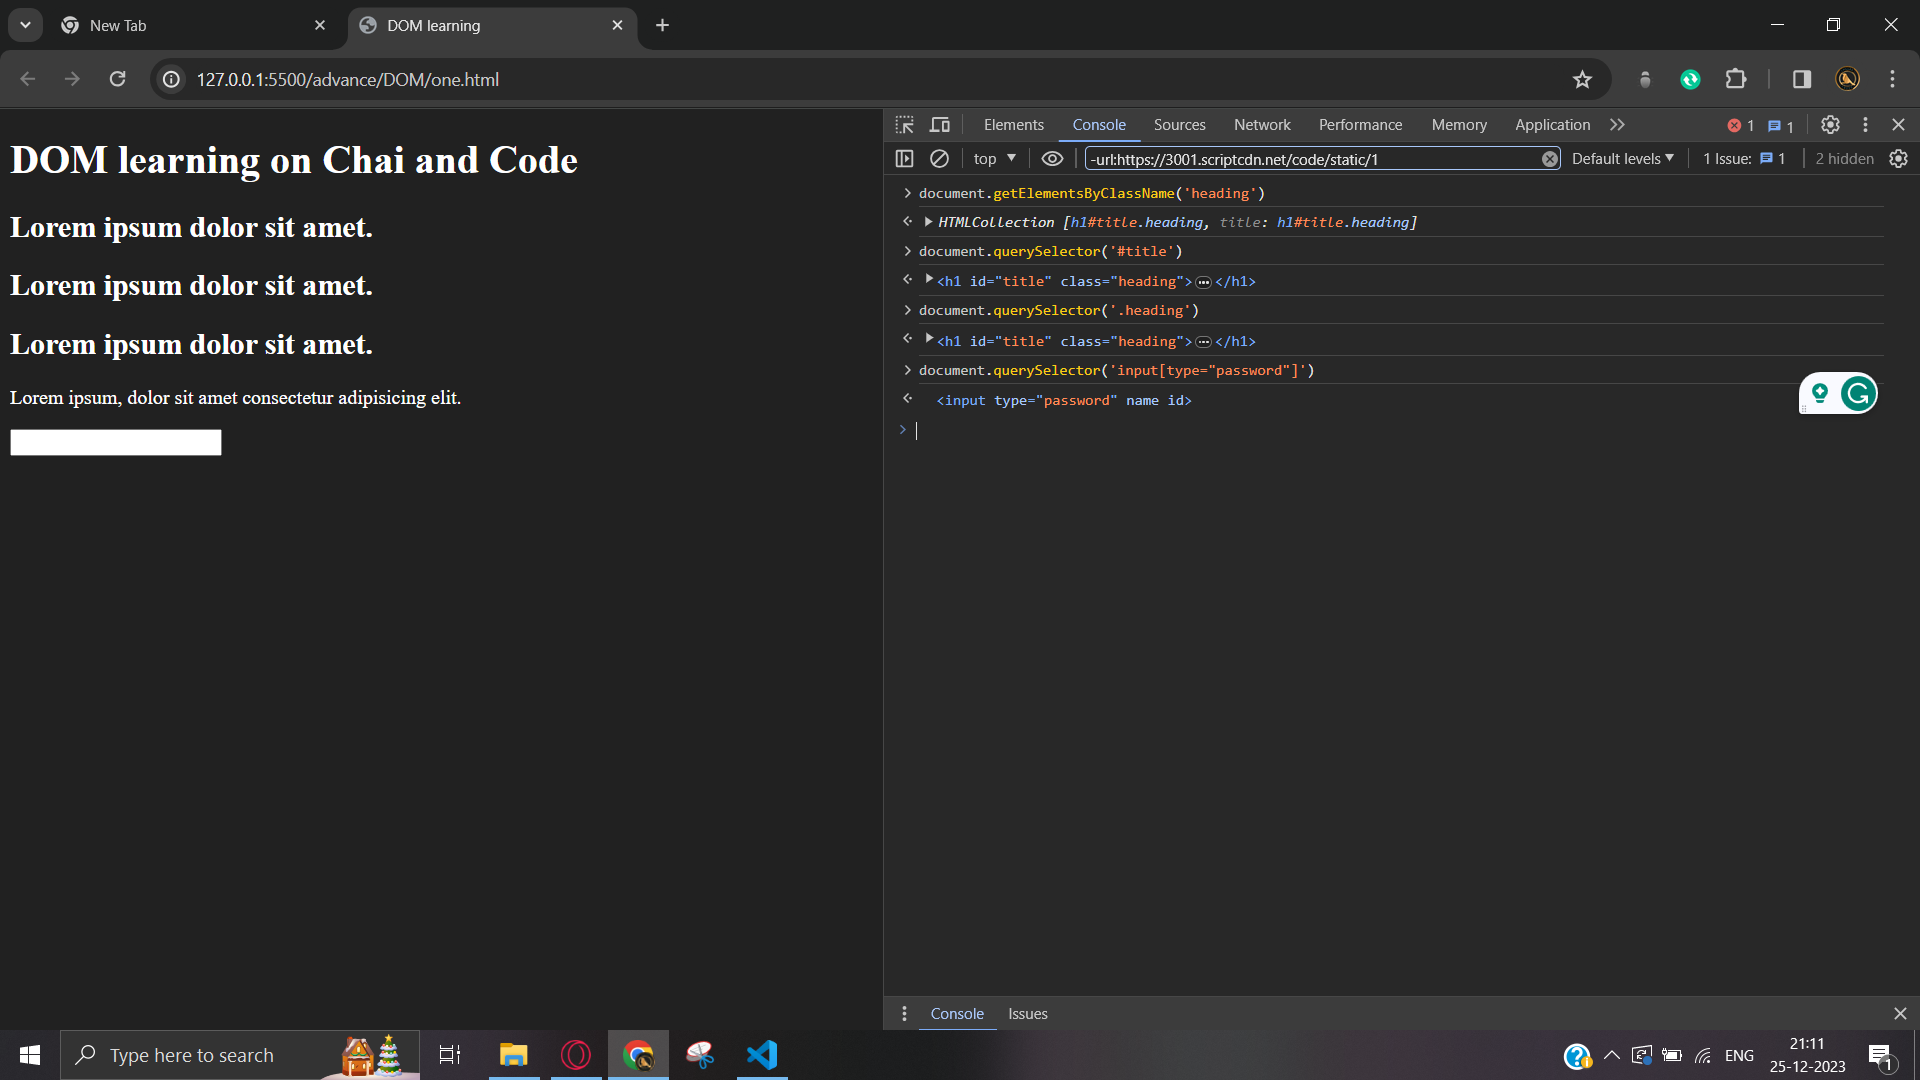 New Tab
DOM learning
127.0.0.1:5500/advance/DOM/one.html
DOM learning on Chai and Code
Lorem ipsum dolor sit amet.
Lorem ipsum dolor sit amet.
Lorem ipsum dolor sit amet.
Lorem ipsum, dolor sit amet consectetur adipisicing elit.
Elements Console Sources Network Performance Memory Application 1 1
top -url:https://3001.scriptcdn.net/code/static/1 Default levels 1 Issue: 1 2 hidden
document.getElementsByClassName('heading')
HTMLCollection [h1#title.heading, title: h1#title.heading]
document.querySelector('#title')
<h1 id="title" class="heading">…</h1>
document.querySelector('.heading')
<h1 id="title" class="heading">…</h1>
document.querySelector('input[type="password"]')
<input type="password" name id>
Console Issues
Type here to search
ENG
21:11
25-12-2023
1